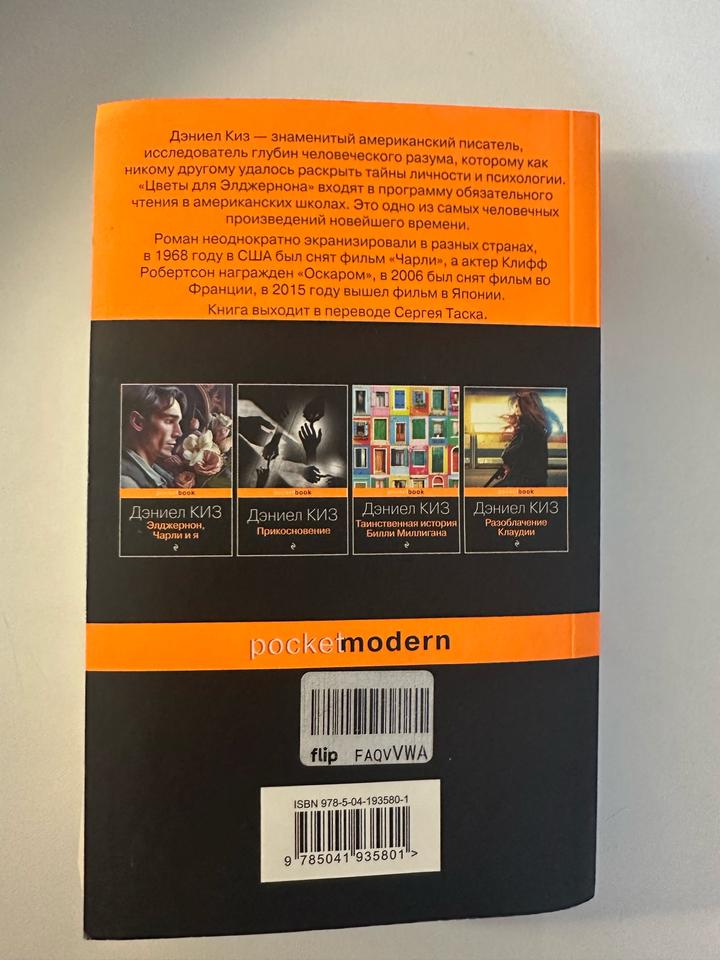 Дэниел Киз — знаменитый американский писатель,
исследователь глубин человеческого разума, которому как
никому другому удалось раскрыть тайны личности и психологии.
«Цветы для Элджернона» входят в программу обязательного
чтения в американских школах. Это одно из самых человечных
произведений новейшего времени.
Роман неоднократно экранизировали в разных странах,
в 1968 году в США был снят фильм «Чарли», а актер Клифф
Робертсон награжден «Оскаром», в 2006 был снят фильм во
Франции, в 2015 году вышел фильм в Японии.
Книга выходит в переводе Сергея Таска.
pocketbook
Дэниел КИЗ
Элджернон,
Чарли и я
pocketbook
Дэниел КИЗ
Прикосновение
pocketbook
Дэниел КИЗ
Таинственная история
Билли Миллигана
pocketbook
Дэниел КИЗ
Разоблачение
Клаудии
pocketmodern
flip FAQVVWA
ISBN 978-5-04-193580-1
9 785041 935801 >